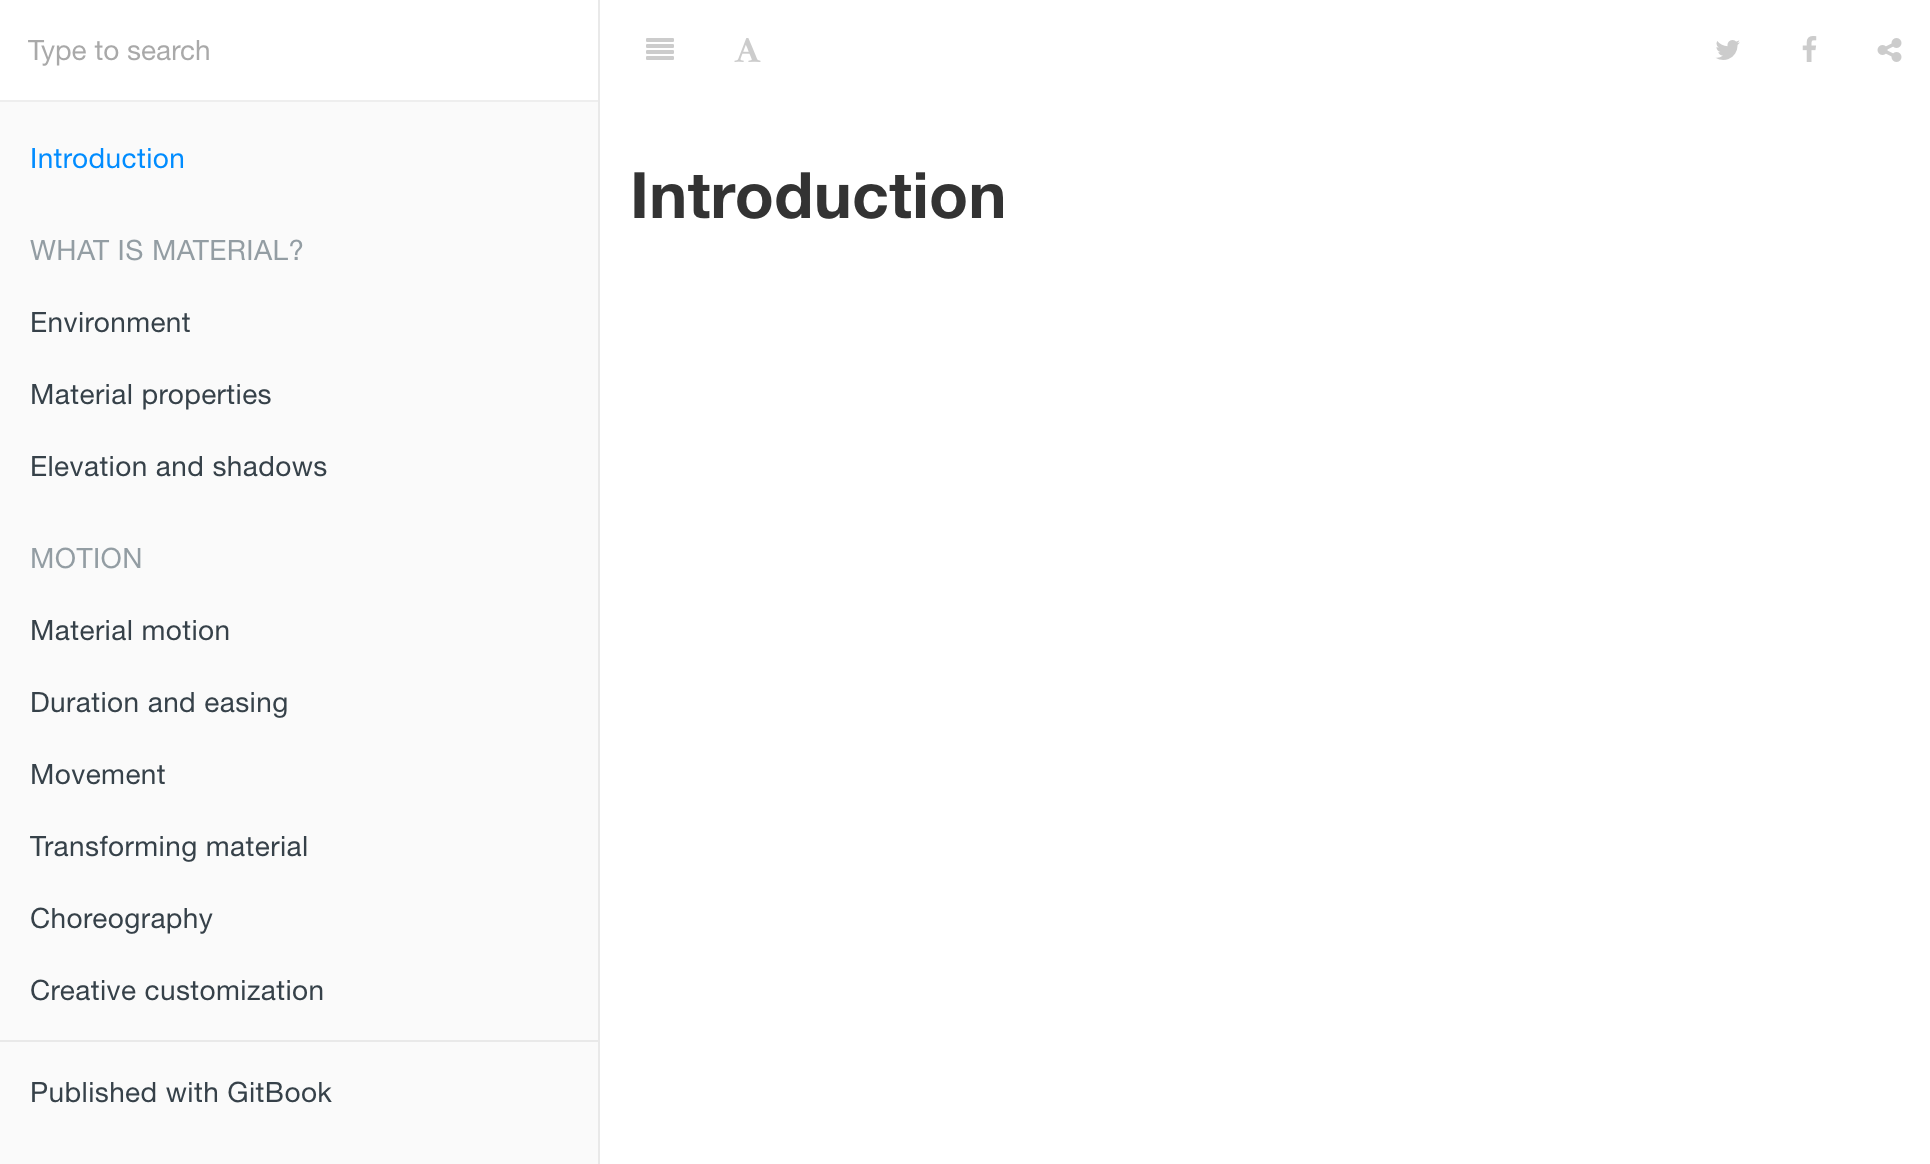 Type to search
Introduction
WHAT IS MATERIAL?
Environment
Material properties
Elevation and shadows
MOTION
Material motion
Duration and easing
Movement
Transforming material
Choreography
Creative customization
Published with GitBook
A
Introduction